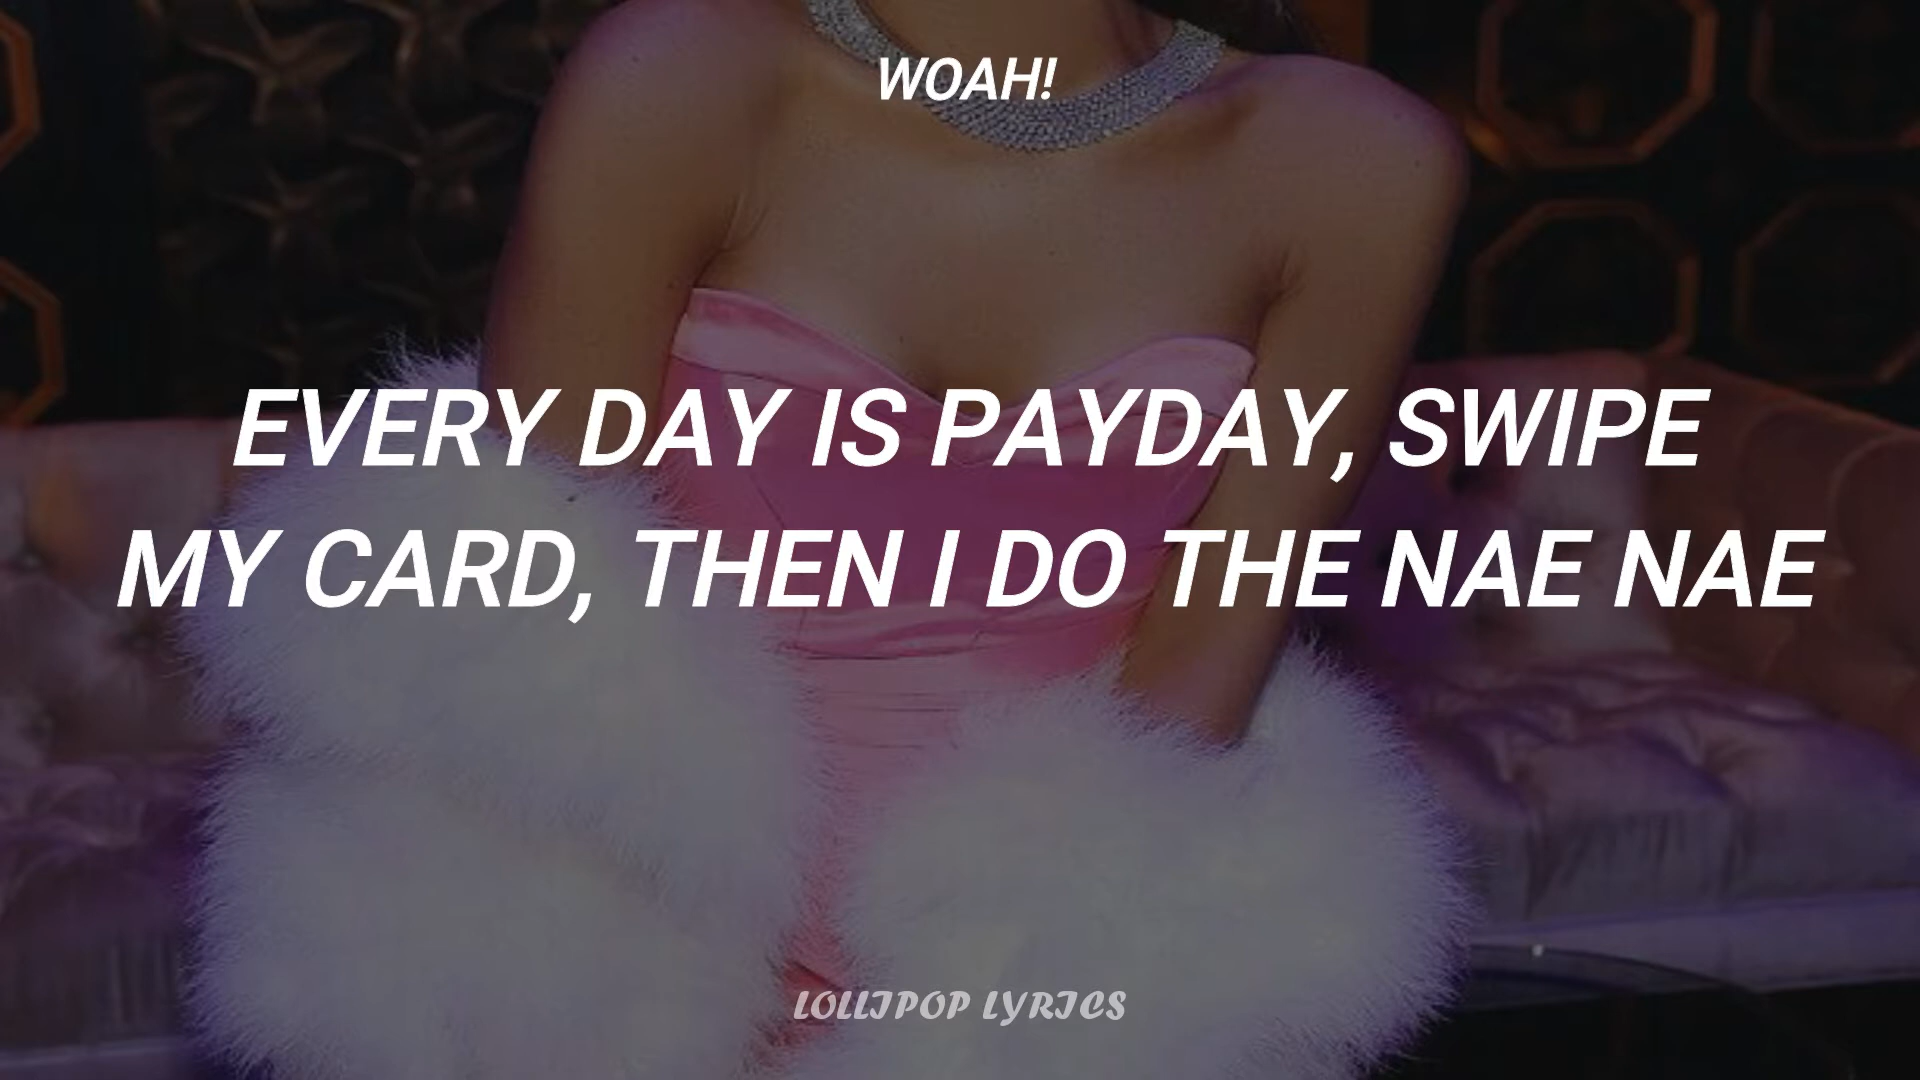 WOAH!
EVERY DAY IS PAYDAY, SWIPE
MY CARD, THEN I DO THE NAE NAE
LOLLIPOP LYRICS